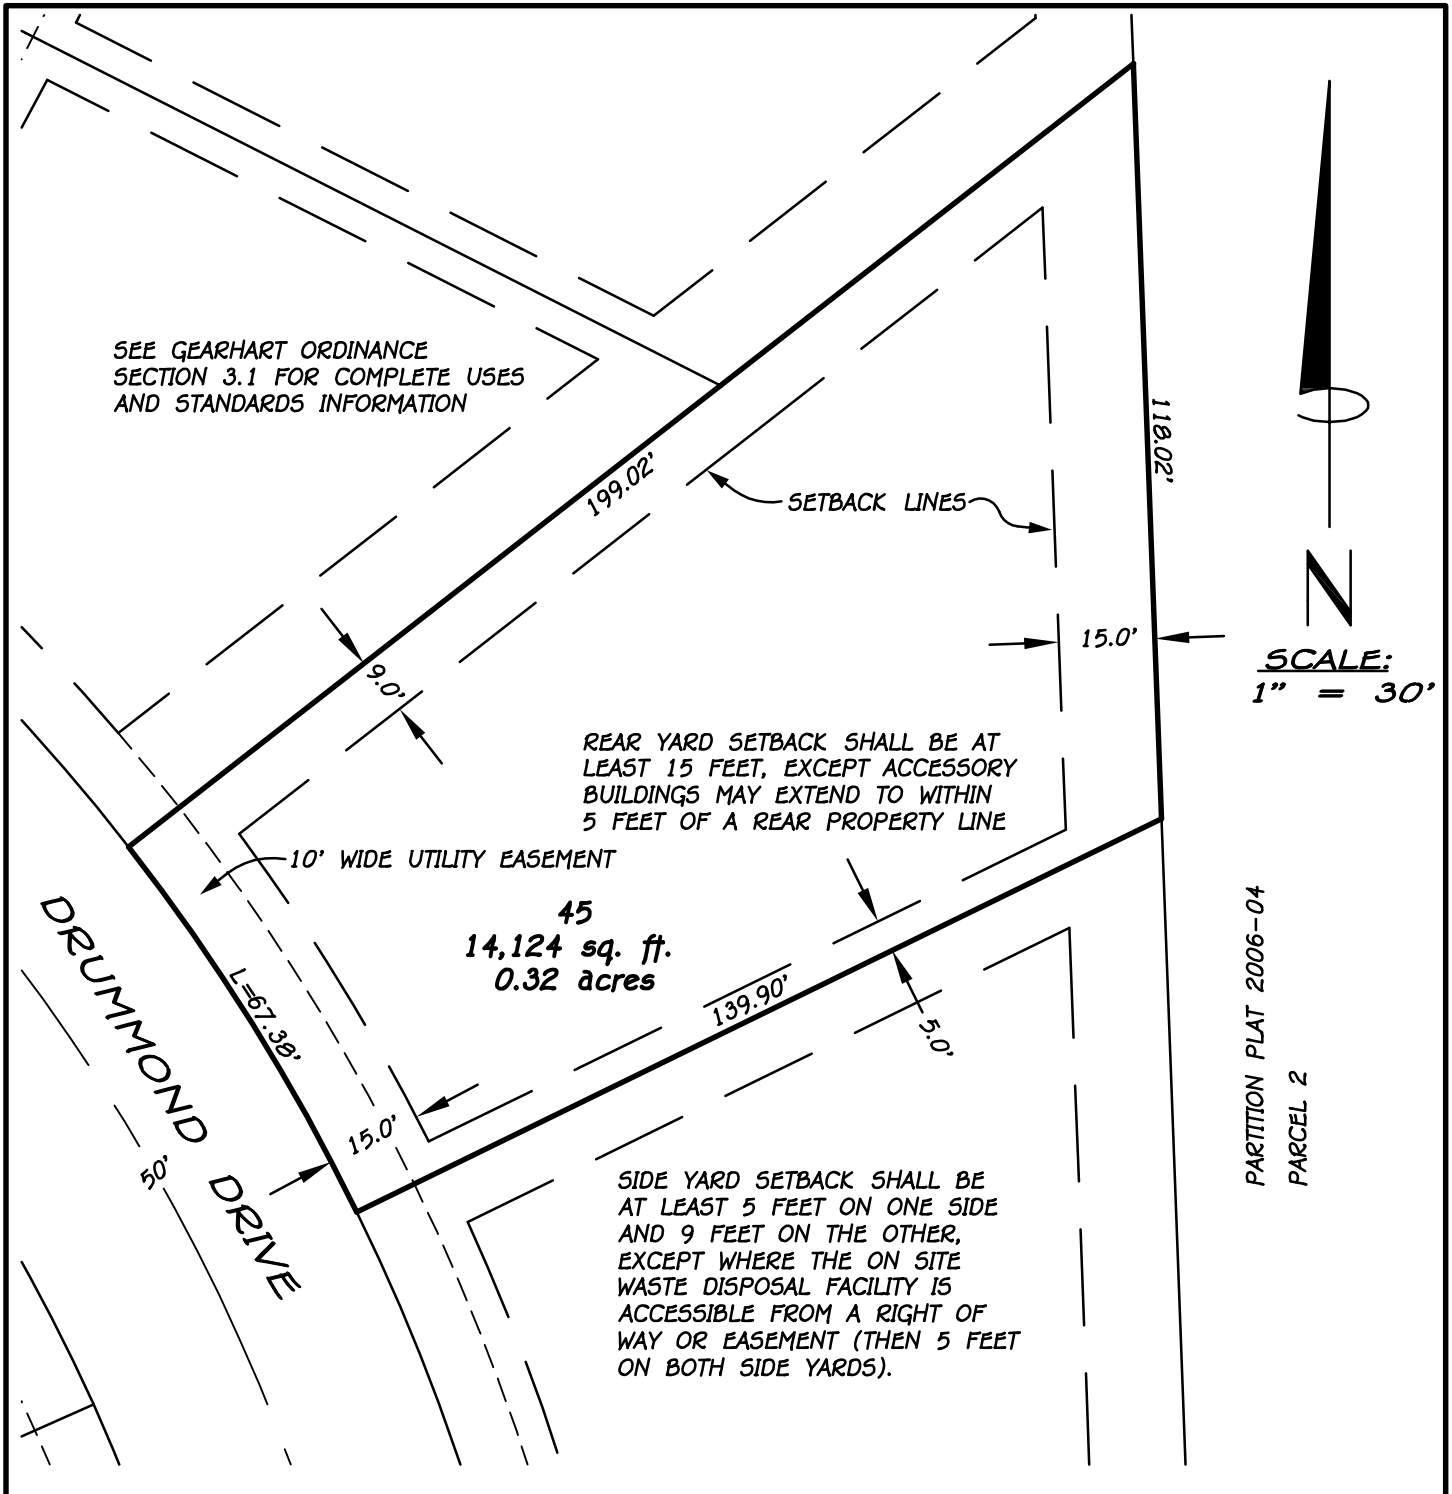 SEE GEARHART ORDINANCE
SECTION 3.1 FOR COMPLETE USES
AND STANDARDS INFORMATION
199.02'
118.02'
SETBACK LINES
15.0'
N
SCALE:
1" = 30'
9.0'
REAR YARD SETBACK SHALL BE AT
LEAST 15 FEET, EXCEPT ACCESSORY
BUILDINGS MAY EXTEND TO WITHIN
5 FEET OF A REAR PROPERTY LINE
10' WIDE UTILITY EASEMENT
45
14,124 sq. ft.
0.32 acres
DRUMMOND DRIVE
L=67.38'
139.90'
5.0'
15.0'
50'
PARTITION PLAT 2006-04
PARCEL 2
SIDE YARD SETBACK SHALL BE
AT LEAST 5 FEET ON ONE SIDE
AND 9 FEET ON THE OTHER,
EXCEPT WHERE THE ON SITE
WASTE DISPOSAL FACILITY IS
ACCESSIBLE FROM A RIGHT OF
WAY OR EASEMENT (THEN 5 FEET
ON BOTH SIDE YARDS).